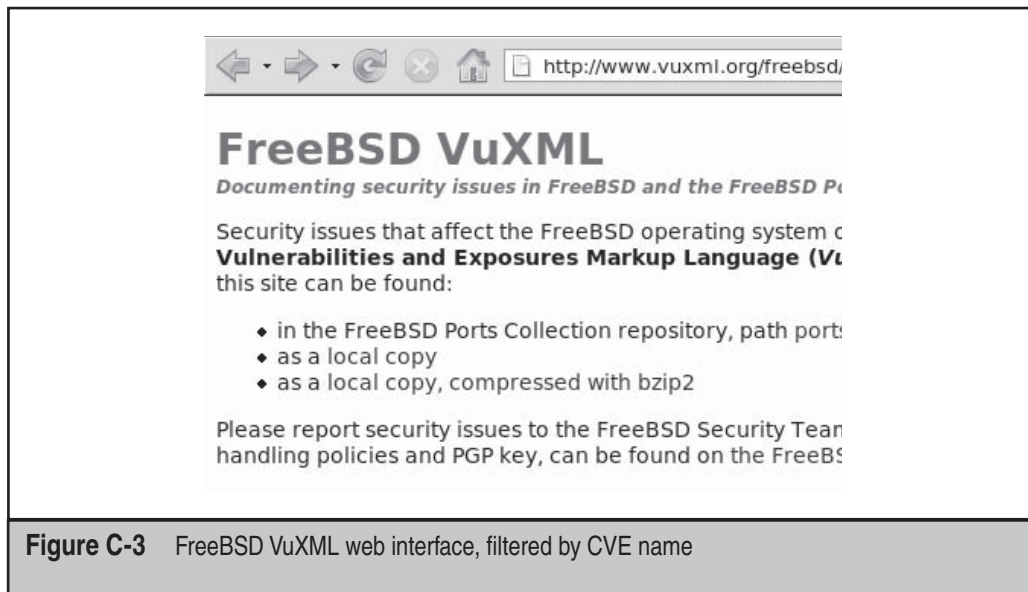 http://www.vuxml.org/freebsd/
FreeBSD VuXML
Documenting security issues in FreeBSD and the FreeBSD
Security issues that affect the FreeBSD operating system
Vulnerabilities and Exposures Markup Language (
this site can be found:
in the FreeBSD Ports Collection repository, path ports
as a local copy
as a local copy, compressed with bzip2
Please report security issues to the FreeBSD Security
handling policies and PGP key, can be found on the
Figure C-3 FreeBSD VuXML web interface, filtered by CVE name